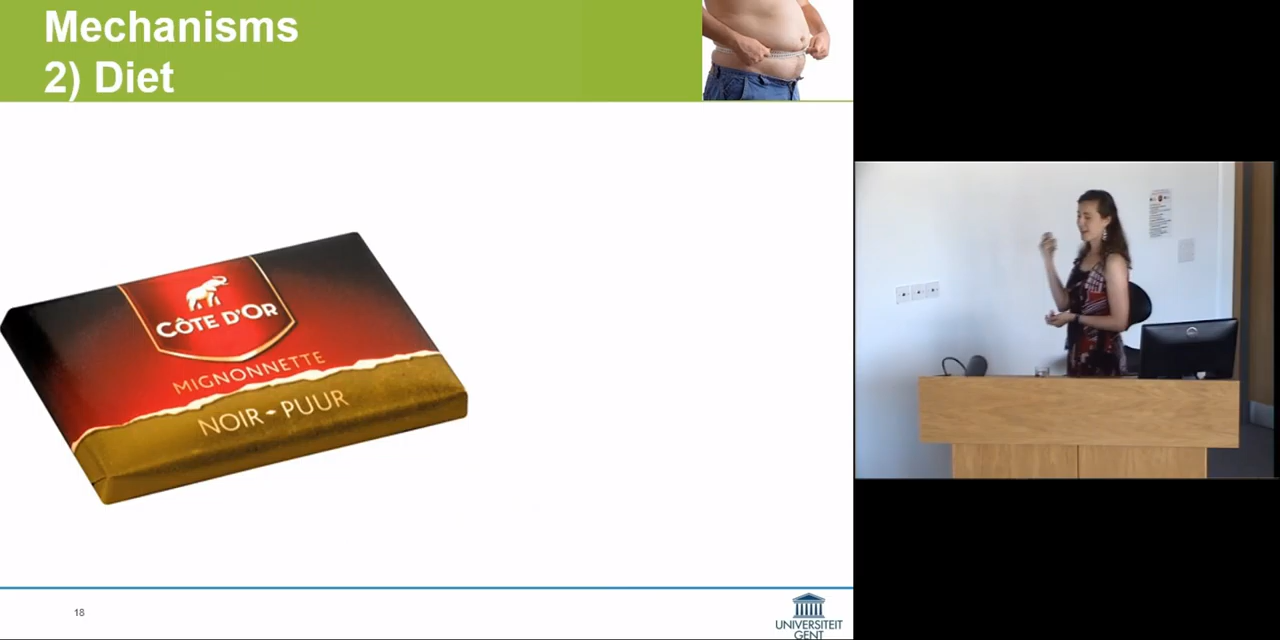 Mechanisms
2) Diet
CÔTE D'OR
MIGNONNETTE
NOIR-PUUR
18
UNIVERSITEIT
GENT